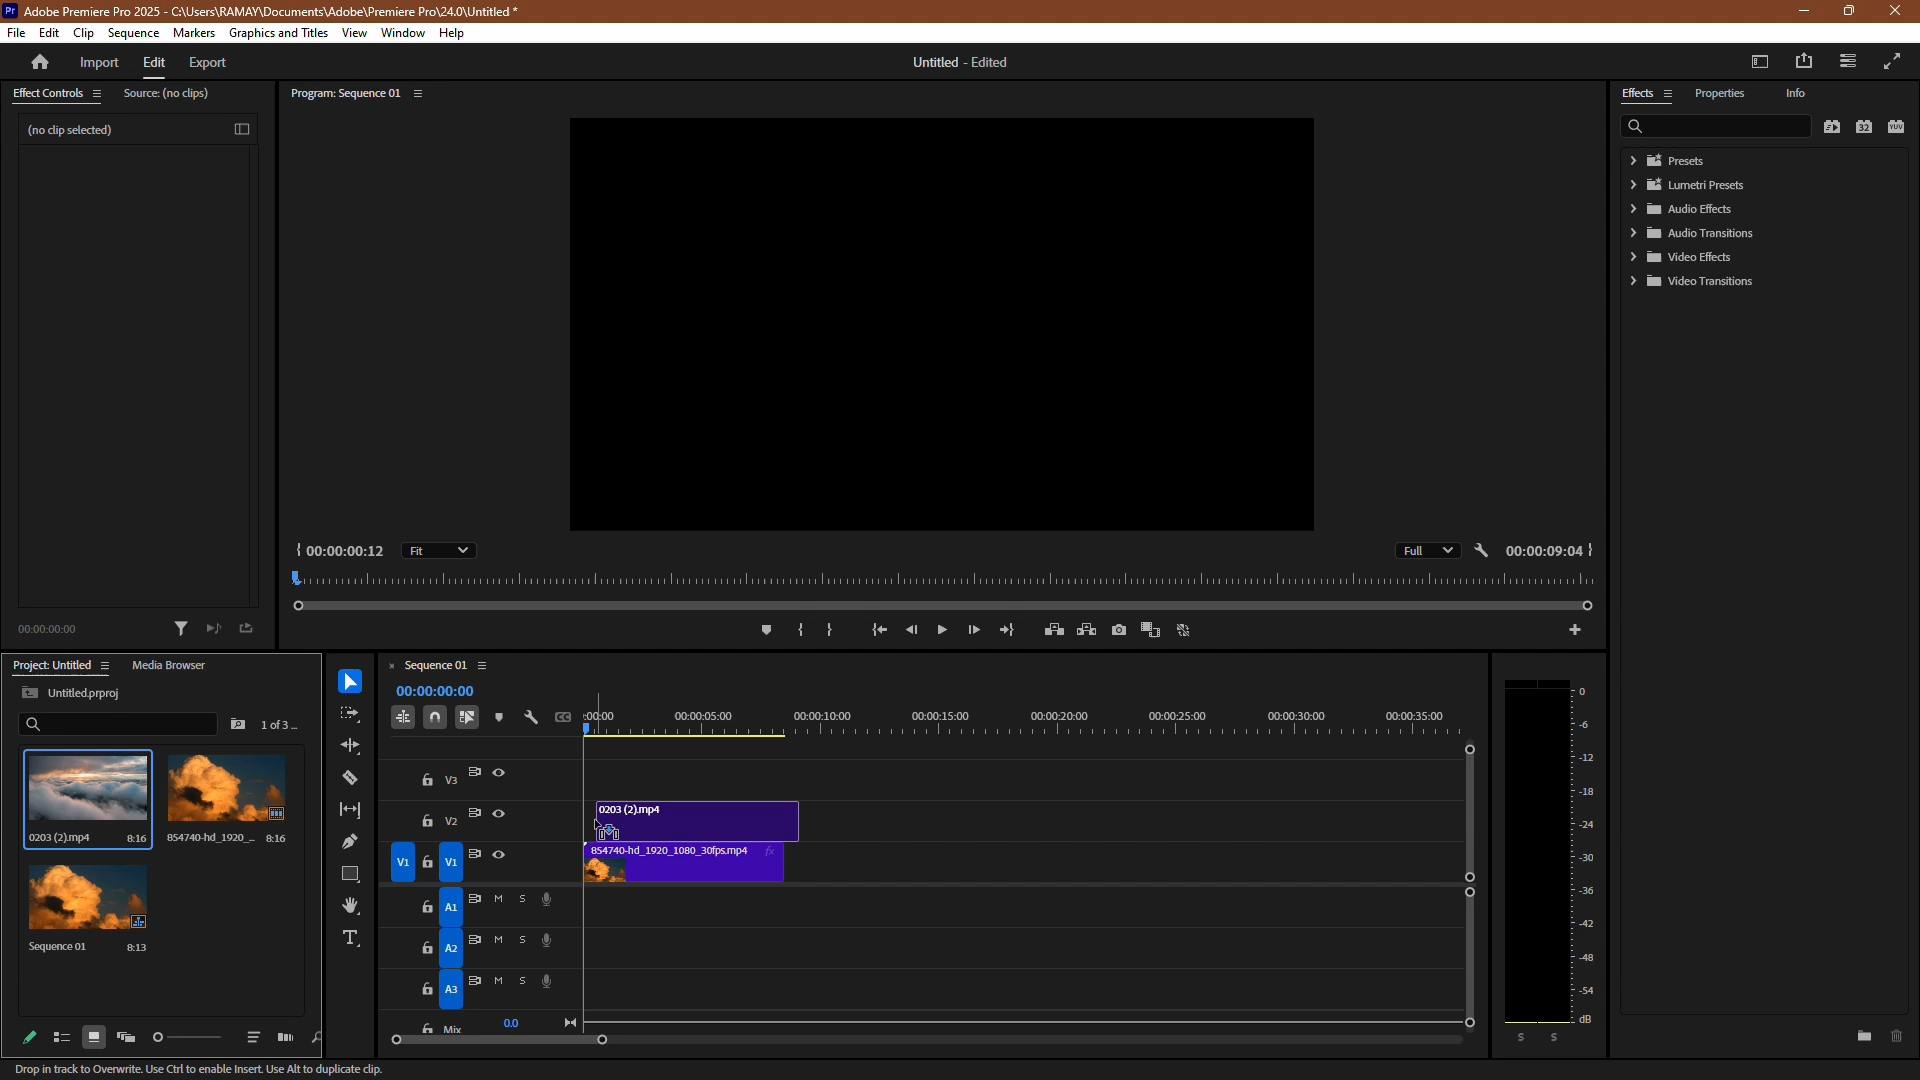 Pr Adobe Premiere Pro 2025 - C:\Users\RAMAY\Documents\Adobe\Premiere Pro\24.0\Untitled *
File Edit Clip Sequence Markers Graphics and Titles View Window Help
Import Edit Export
Untitled - Edited
Effect Controls Source: (no clips)
(no clip selected)
00:00:00:00
Program: Sequence 01
00:00:00:12 Fit Full 00:00:09:04
Effects Properties Info
32 YUV
Presets
Lumetri Presets
Audio Effects
Audio Transitions
Video Effects
Video Transitions
Project: Untitled Media Browser
Untitled.prproj
1 of 3 ...
0203 (2).mp4 8:16
854740-hd_1920_... 8:16
Sequence 01 8:13
× Sequence 01
00:00:00:00
CC
:00:00 00:00:05:00 00:00:10:00 00:00:15:00 00:00:20:00 00:00:25:00 00:00:30:00 00:00:35:00
V3
V2 0203 (2).mp4
V1 V1 854740-hd_1920_1080_30fps.mp4 fx
A1 M S
A2 M S
A3 M S
Mix 0.0
0
-6
-12
-18
-24
-30
-36
-42
-48
-54
dB
S S
Drop in track to Overwrite. Use Ctrl to enable Insert. Use Alt to duplicate clip.